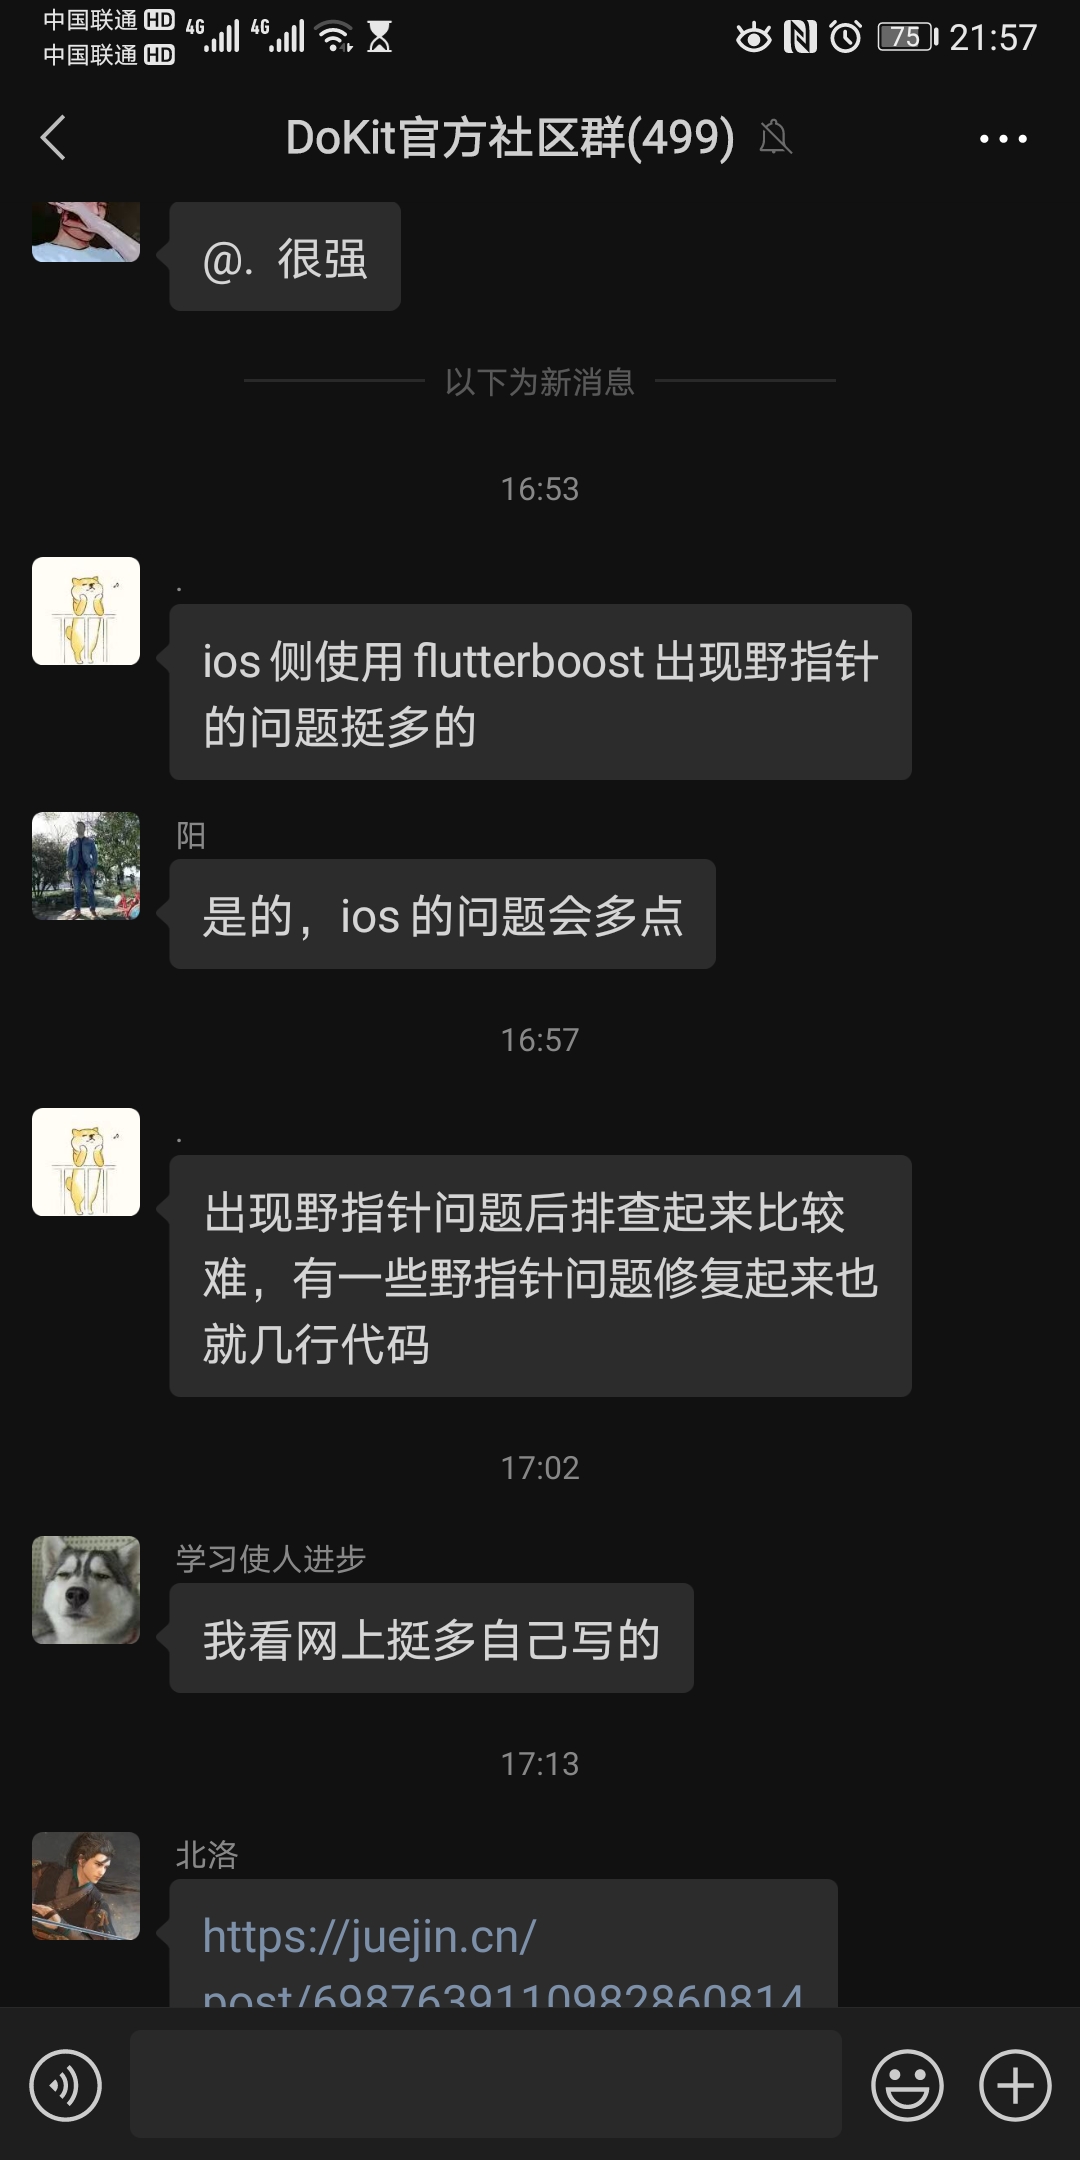 中国联通 HD 4G 4G 75 21:57
中国联通 HD
DoKit官方社区群(499)
@. 很强
以下为新消息
16:53
.
ios 侧使用 flutterboost 出现野指针
的问题挺多的
阳
是的，ios 的问题会多点
16:57
.
出现野指针问题后排查起来比较
难，有一些野指针问题修复起来也
就几行代码
17:02
学习使人进步
我看网上挺多自己写的
17:13
北洛
https://juejin.cn/
post/6987639110982860814